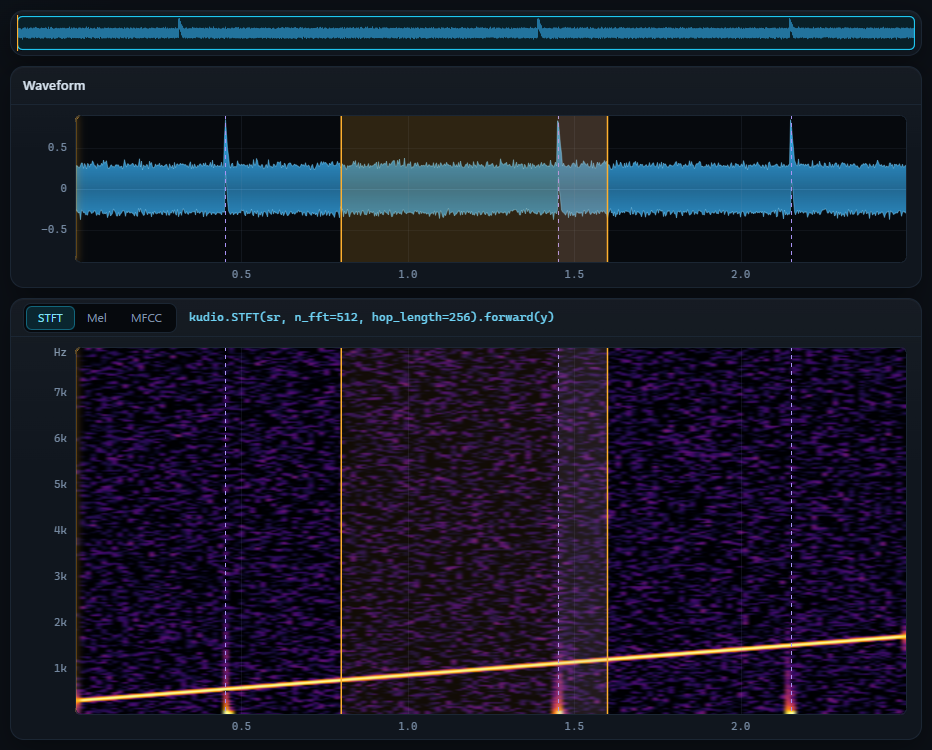 Waveform
0.5
0
−0.5
0.5 1.0 1.5 2.0
STFT Mel MFCC kudio.STFT(sr, n_fft=512, hop_length=256).forward(y)
Hz
7k
6k
5k
4k
3k
2k
1k
0.5 1.0 1.5 2.0